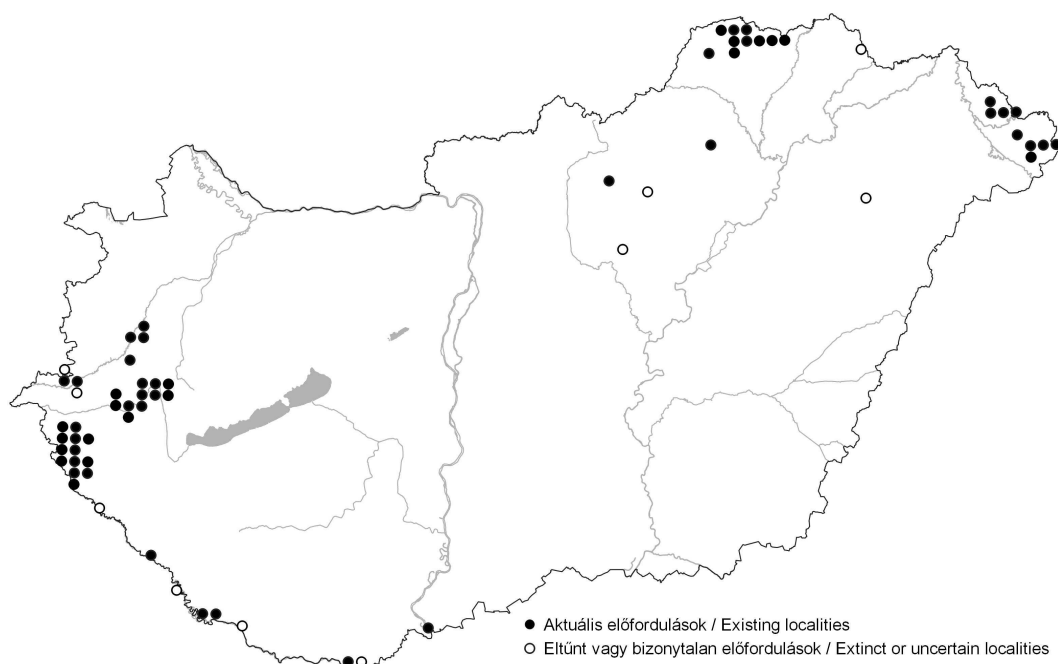 Aktuális előfordulások / Existing localities
Eltűnt vagy bizonytalan előfordulások / Extinct or uncertain localities